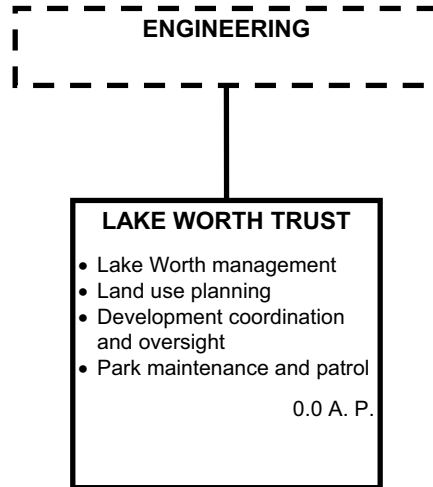 ENGINEERING
LAKE WORTH TRUST
• Lake Worth management
• Land use planning
• Development coordination
and oversight
• Park maintenance and patrol
0.0 A. P.